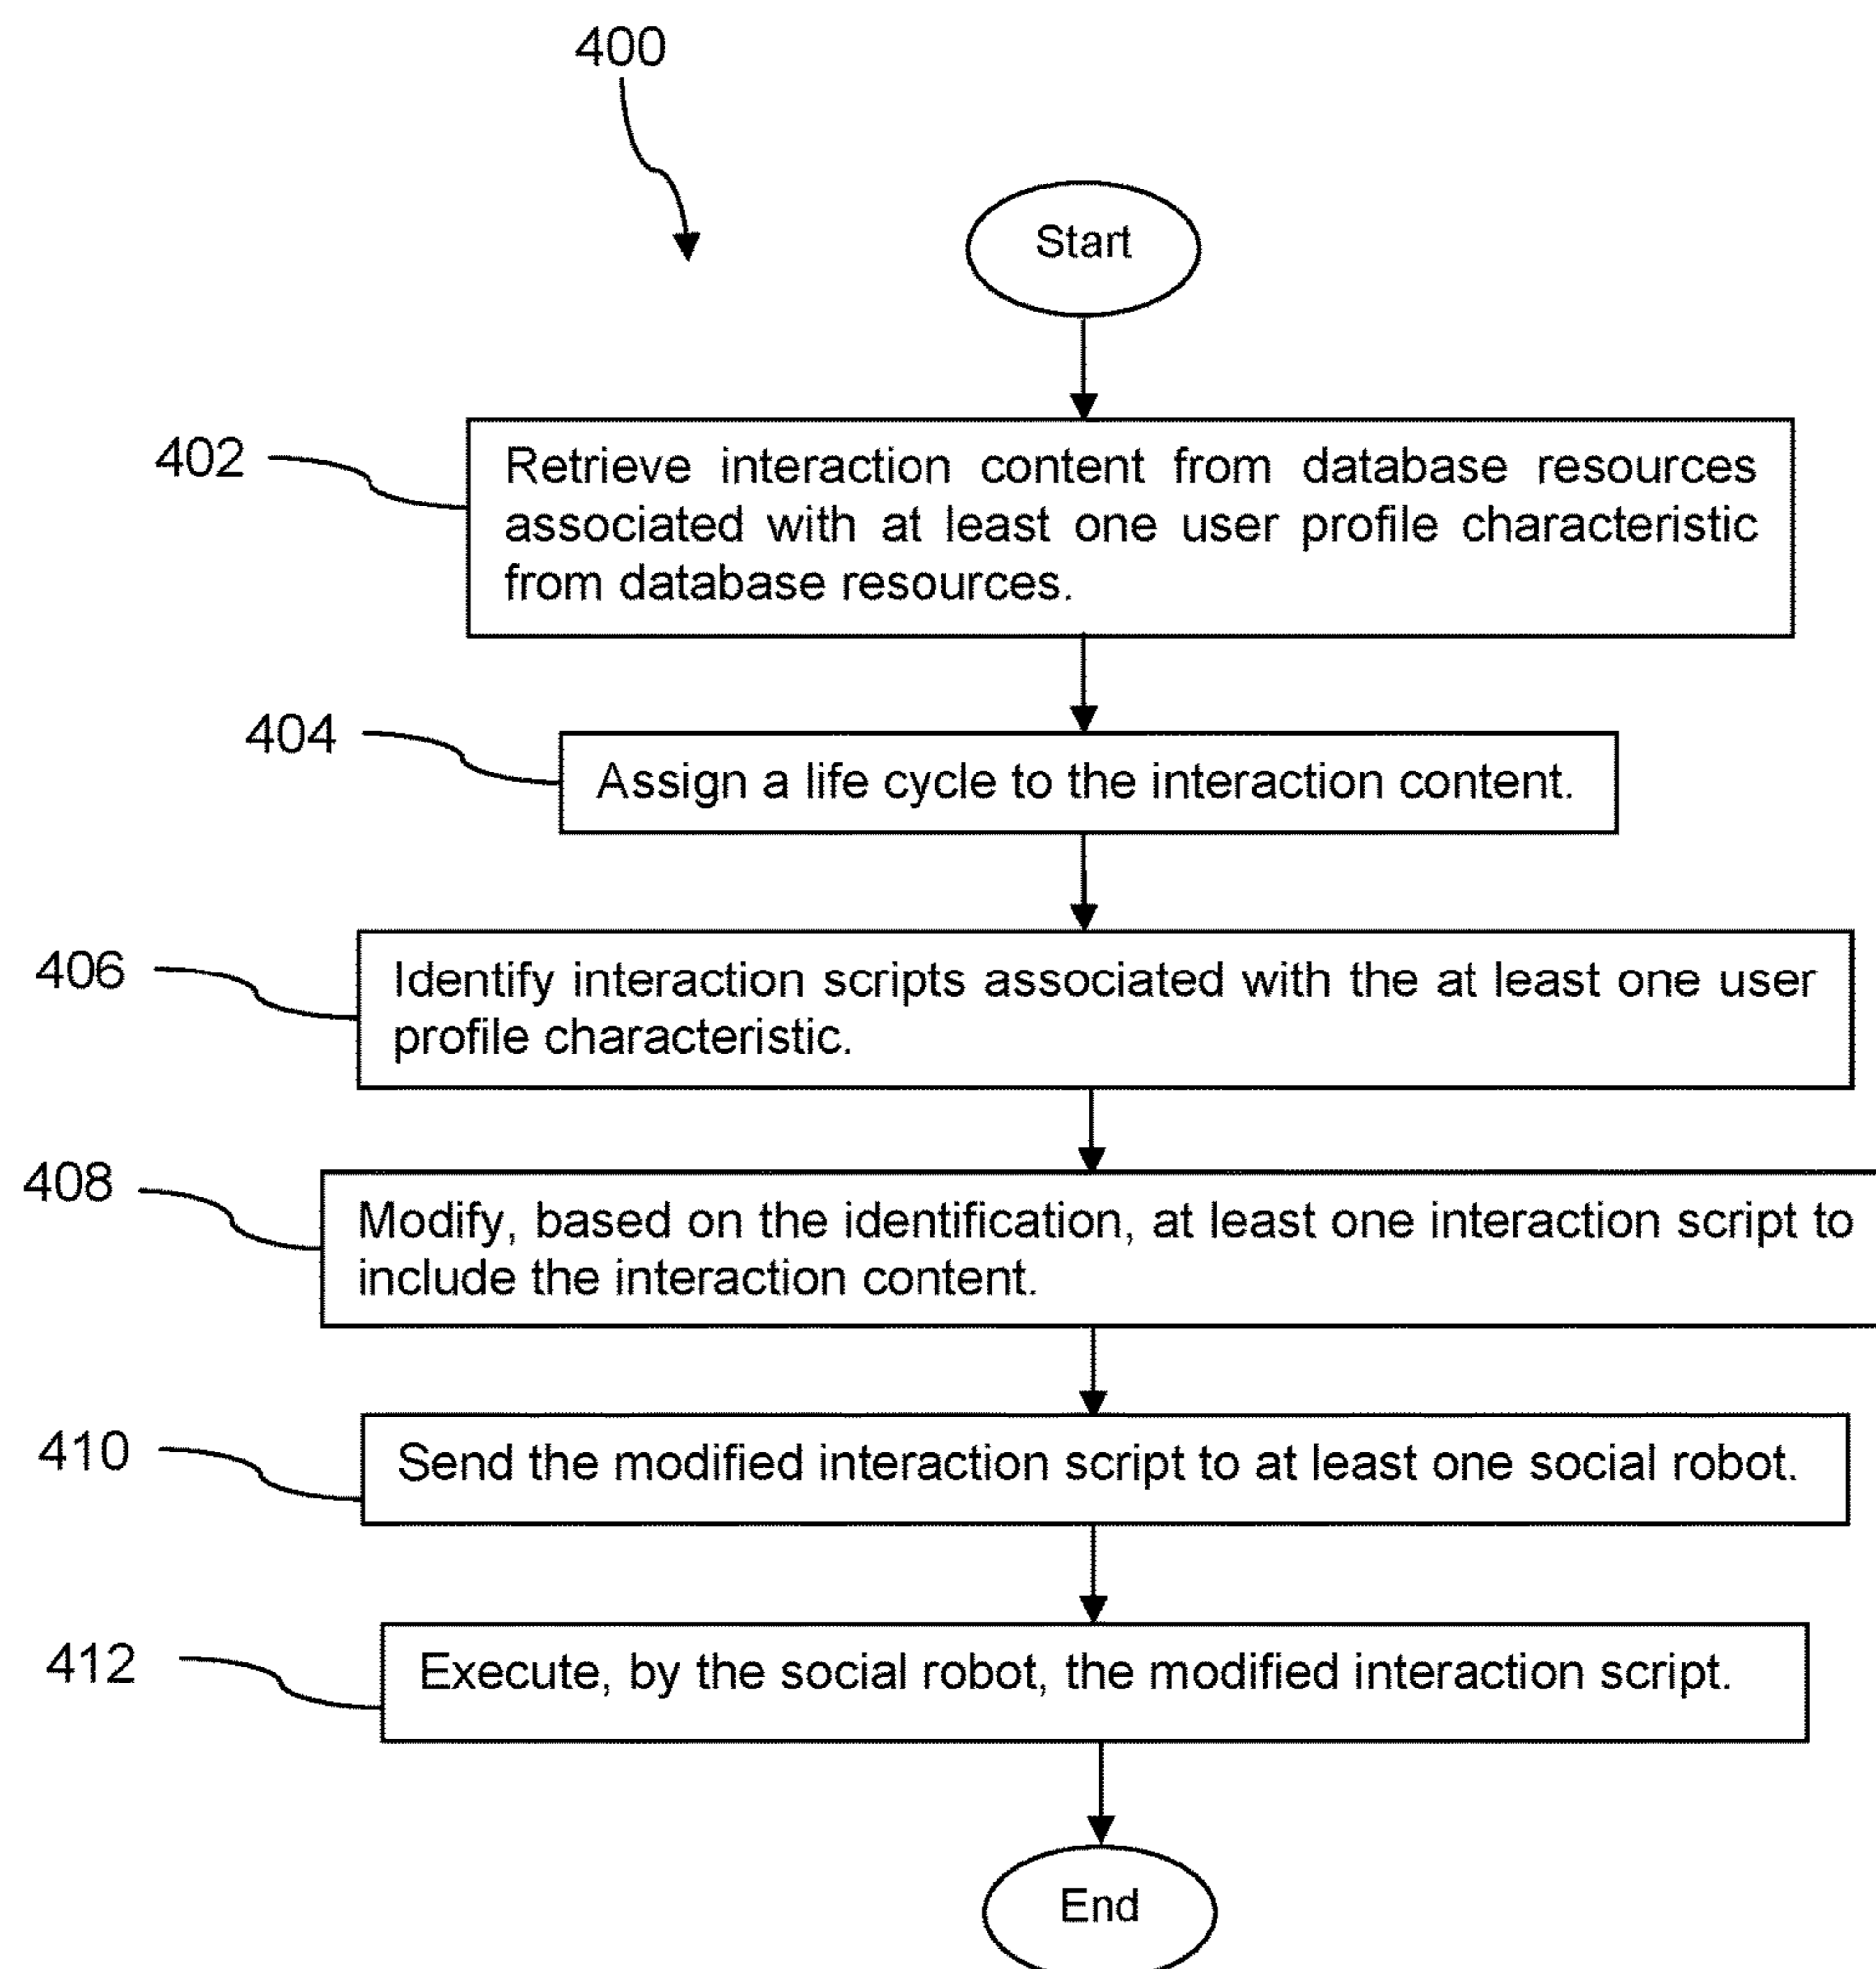 400
Start
402
Retrieve interaction content from database resources
associated with at least one user profile characteristic
from database resources.
404
Assign a life cycle to the interaction content.
406
Identify interaction scripts associated with the at least one user
profile characteristic.
408
Modify, based on the identification, at least one interaction script to
include the interaction content.
410
Send the modified interaction script to at least one social robot.
412
Execute, by the social robot, the modified interaction script.
End